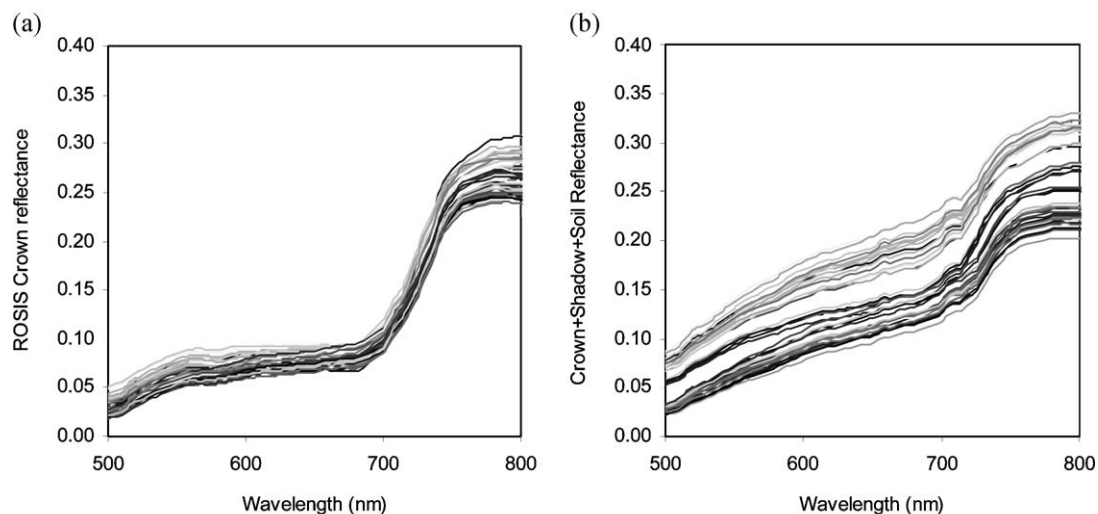 (a)
0.40
0.35
0.30
0.25
0.20
0.15
0.10
0.05
0.00
ROSIS Crown reflectance
500 600 700 800
Wavelength (nm)
(b)
0.40
0.35
0.30
0.25
0.20
0.15
0.10
0.05
0.00
Crown+Shadow+Soil Reflectance
500 600 700 800
Wavelength (nm)